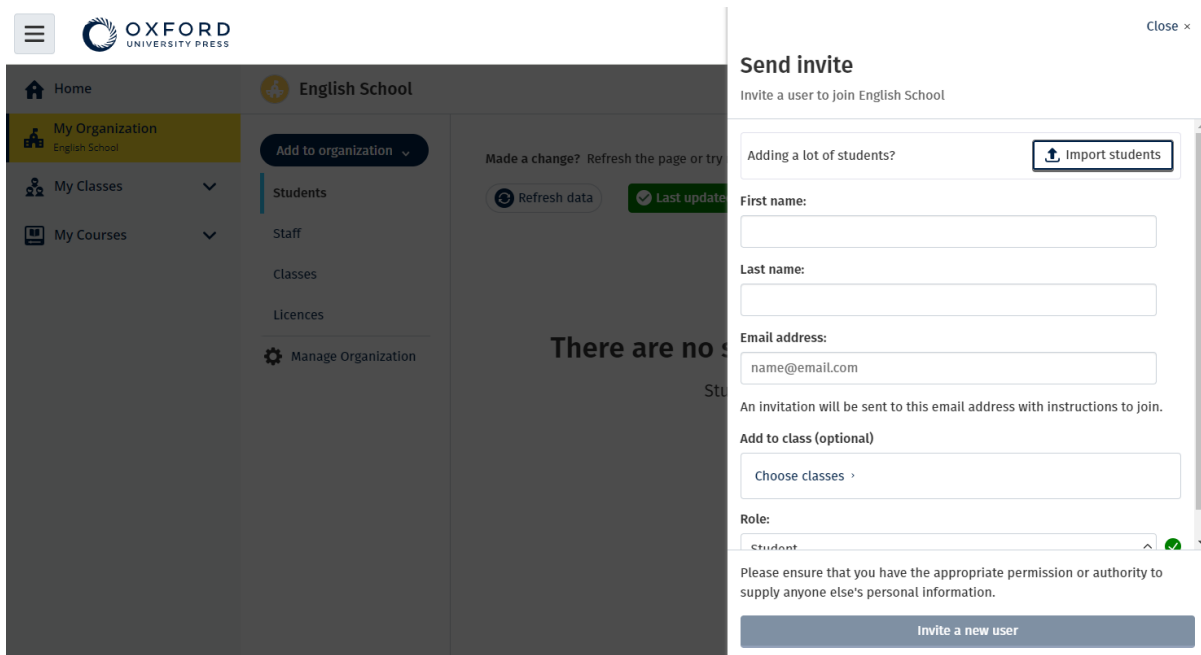 OXFORD
UNIVERSITY PRESS
Home
My Organization
English School
My Classes
My Courses
English School
Add to organization
Students
Staff
Classes
Licences
Manage Organization
Made a change? Refresh the page or try
Refresh data
Last update
There are no
Stu
Close ×
Send invite
Invite a user to join English School
Adding a lot of students?
Import students
First name:
Last name:
Email address:
name@email.com
An invitation will be sent to this email address with instructions to join.
Add to class (optional)
Choose classes ›
Role:
Student
Please ensure that you have the appropriate permission or authority to
supply anyone else's personal information.
Invite a new user